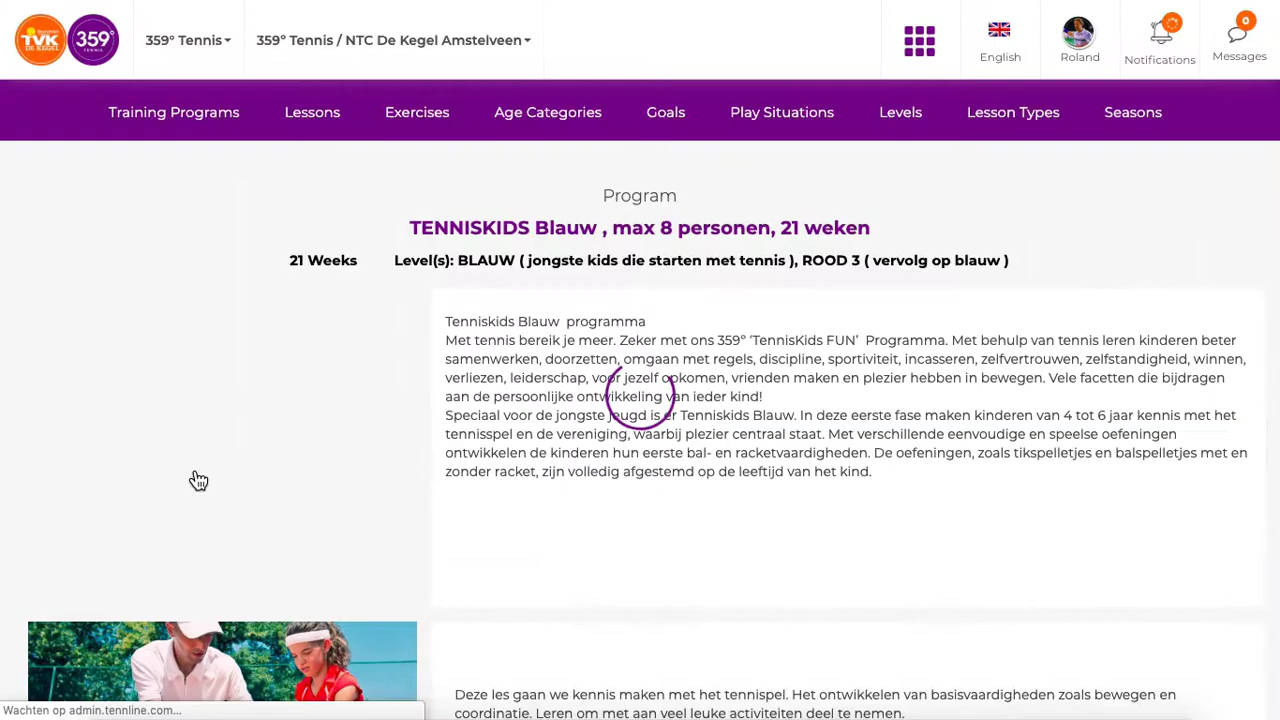 TVK
DE KEGEL
359°
TENNIS
359° Tennis
359° Tennis / NTC De Kegel Amstelveen
English
Roland
Notifications
0
Messages
Training Programs
Lessons
Exercises
Age Categories
Goals
Play Situations
Levels
Lesson Types
Seasons
Program
TENNISKIDS Blauw , max 8 personen, 21 weken
21 Weeks
Level(s): BLAUW ( jongste kids die starten met tennis ), ROOD 3 ( vervolg op blauw )
Tenniskids Blauw programma
Met tennis bereik je meer. Zeker met ons 359° ‘TennisKids FUN’ Programma. Met behulp van tennis leren kinderen beter
samenwerken, doorzetten, omgaan met regels, discipline, sportiviteit, incasseren, zelfvertrouwen, zelfstandigheid, winnen,
verliezen, leiderschap, voor jezelf opkomen, vrienden maken en plezier hebben in bewegen. Vele facetten die bijdragen
aan de persoonlijke ontwikkeling van ieder kind!
Speciaal voor de jongste jeugd is er Tenniskids Blauw. In deze eerste fase maken kinderen van 4 tot 6 jaar kennis met het
tennisspel en de vereniging, waarbij plezier centraal staat. Met verschillende eenvoudige en speelse oefeningen
ontwikkelen de kinderen hun eerste bal- en racketvaardigheden. De oefeningen, zoals tikspelletjes en balspelletjes met en
zonder racket, zijn volledig afgestemd op de leeftijd van het kind.
Deze les gaan we kennis maken met het tennispel. Het ontwikkelen van basisvaardigheden zoals bewegen en
coordinatie. Leren om met aan veel leuke activiteiten deel te nemen.
Wachten op admin.tennline.com...